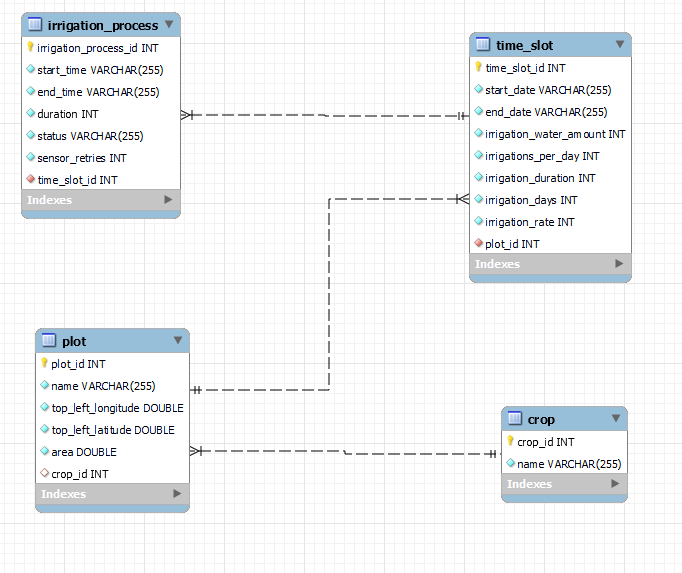 irrigation_process
irrigation_process_id INT
start_time VARCHAR(255)
end_time VARCHAR(255)
duration INT
status VARCHAR(255)
sensor_retries INT
time_slot_id INT
Indexes
time_slot
time_slot_id INT
start_date VARCHAR(255)
end_date VARCHAR(255)
irrigation_water_amount INT
irrigations_per_day INT
irrigation_duration INT
irrigation_days INT
irrigation_rate INT
plot_id INT
Indexes
plot
plot_id INT
name VARCHAR(255)
top_left_longitude DOUBLE
top_left_latitude DOUBLE
area DOUBLE
crop_id INT
Indexes
crop
crop_id INT
name VARCHAR(255)
Indexes